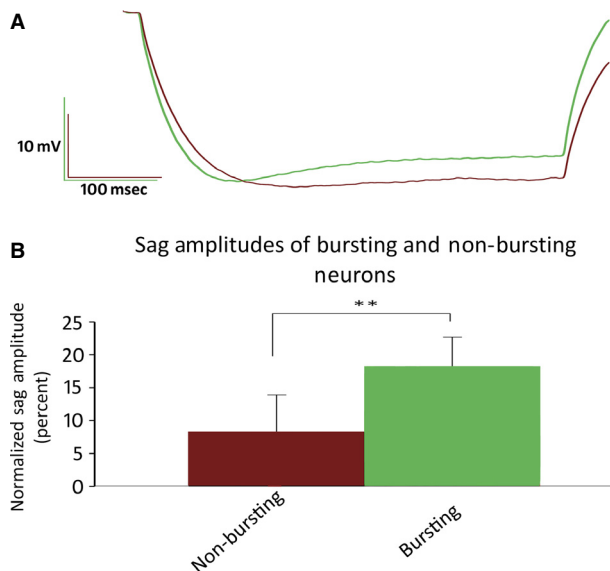 A
10 mV
100 msec
B
Sag amplitudes of bursting and non-bursting
neurons
**
Normalized sag amplitude
(percent)
25
20
15
10
5
0
Non-bursting
Bursting